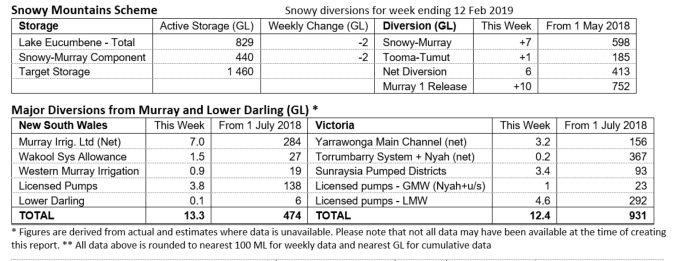 Snowy Mountains Scheme Snowy diversions for week ending 12 Feb 2019
Storage Active Storage (GL) Weekly Change (GL) Diversion (GL) This Week From 1 May 2018
Lake Eucumbene - Total 829 -2 Snowy-Murray +7 598
Snowy-Murray Component 440 -2 Tooma-Tumut +1 185
Target Storage 1 460 Net Diversion 6 413
Murray 1 Release +10 752
Major Diversions from Murray and Lower Darling (GL) *
New South Wales This Week From 1 July 2018 Victoria This Week From 1 July 2018
Murray Irrig. Ltd (Net) 7.0 284 Yarrawonga Main Channel (net) 3.2 156
Wakool Sys Allowance 1.5 27 Torrumbarry System + Nyah (net) 0.2 367
Western Murray Irrigation 0.9 19 Sunraysia Pumped Districts 3.4 93
Licensed Pumps 3.8 138 Licensed pumps - GMW (Nyah+u/s) 1 23
Lower Darling 0.1 6 Licensed pumps - LMW 4.6 292
TOTAL 13.3 474 TOTAL 12.4 931
* Figures are derived from actual and estimates where data is unavailable. Please note that not all data may have been available at the time of creating
this report. ** All data above is rounded to nearest 100 ML for weekly data and nearest GL for cumulative data